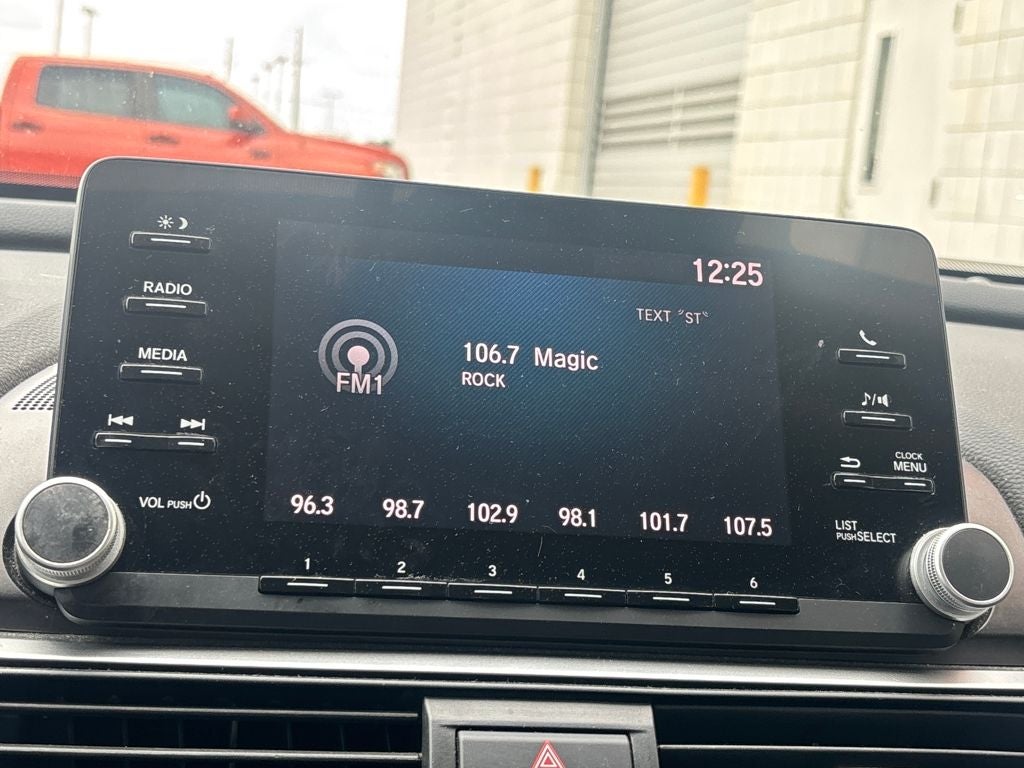 12:25
RADIO
TEXT "ST"
MEDIA
106.7 Magic
FM1
ROCK
CLOCK
MENU
VOL PUSH
96.3 98.7 102.9 98.1 101.7 107.5
LIST
PUSH SELECT
1 2 3 4 5 6